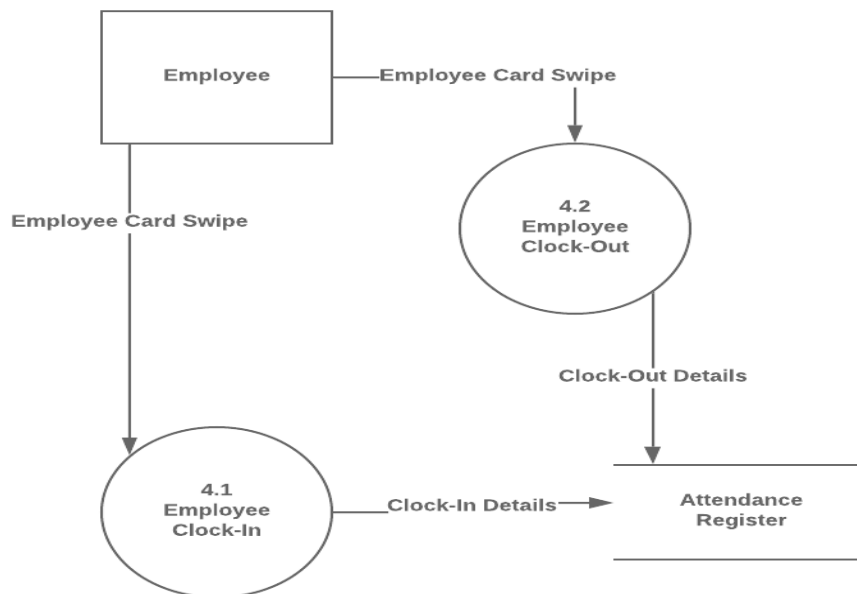 Employee
Employee Card Swipe
4.2
Employee
Clock-Out
Employee Card Swipe
Clock-Out Details
4.1
Employee
Clock-In
Clock-In Details
Attendance
Register